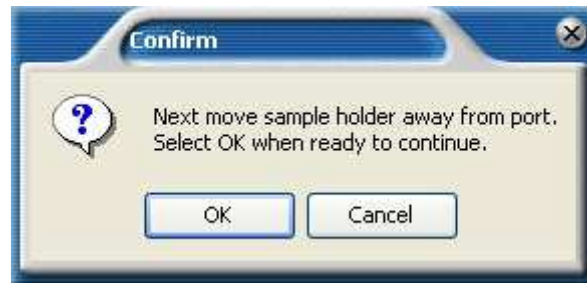 Confirm
Next move sample holder away from port.
Select OK when ready to continue.
OK
Cancel